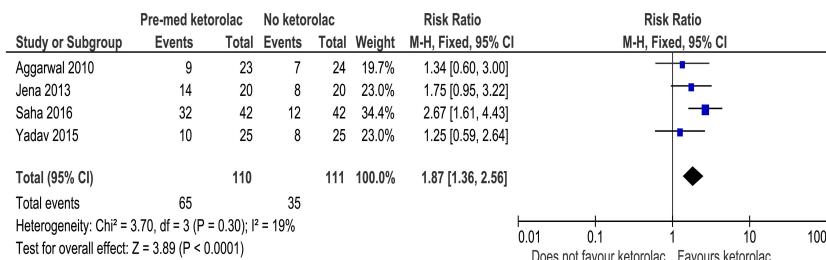 Pre-med ketorolac No ketorolac Risk Ratio Risk Ratio
Study or Subgroup Events Total Events Total Weight M-H, Fixed, 95% CI M-H, Fixed, 95% CI
Aggarwal 2010 9 23 7 24 19.7% 1.34 [0.60, 3.00]
Jena 2013 14 20 8 20 23.0% 1.75 [0.95, 3.22]
Saha 2016 32 42 12 42 34.4% 2.67 [1.61, 4.43]
Yadav 2015 10 25 8 25 23.0% 1.25 [0.59, 2.64]
Total (95% CI) 110 111 100.0% 1.87 [1.36, 2.56]
Total events 65 35
Heterogeneity: Chi² = 3.70, df = 3 (P = 0.30); I² = 19%
Test for overall effect: Z = 3.89 (P < 0.0001)
0.01 0.1 1 10 100
Does not favour ketorolac Favours ketorolac